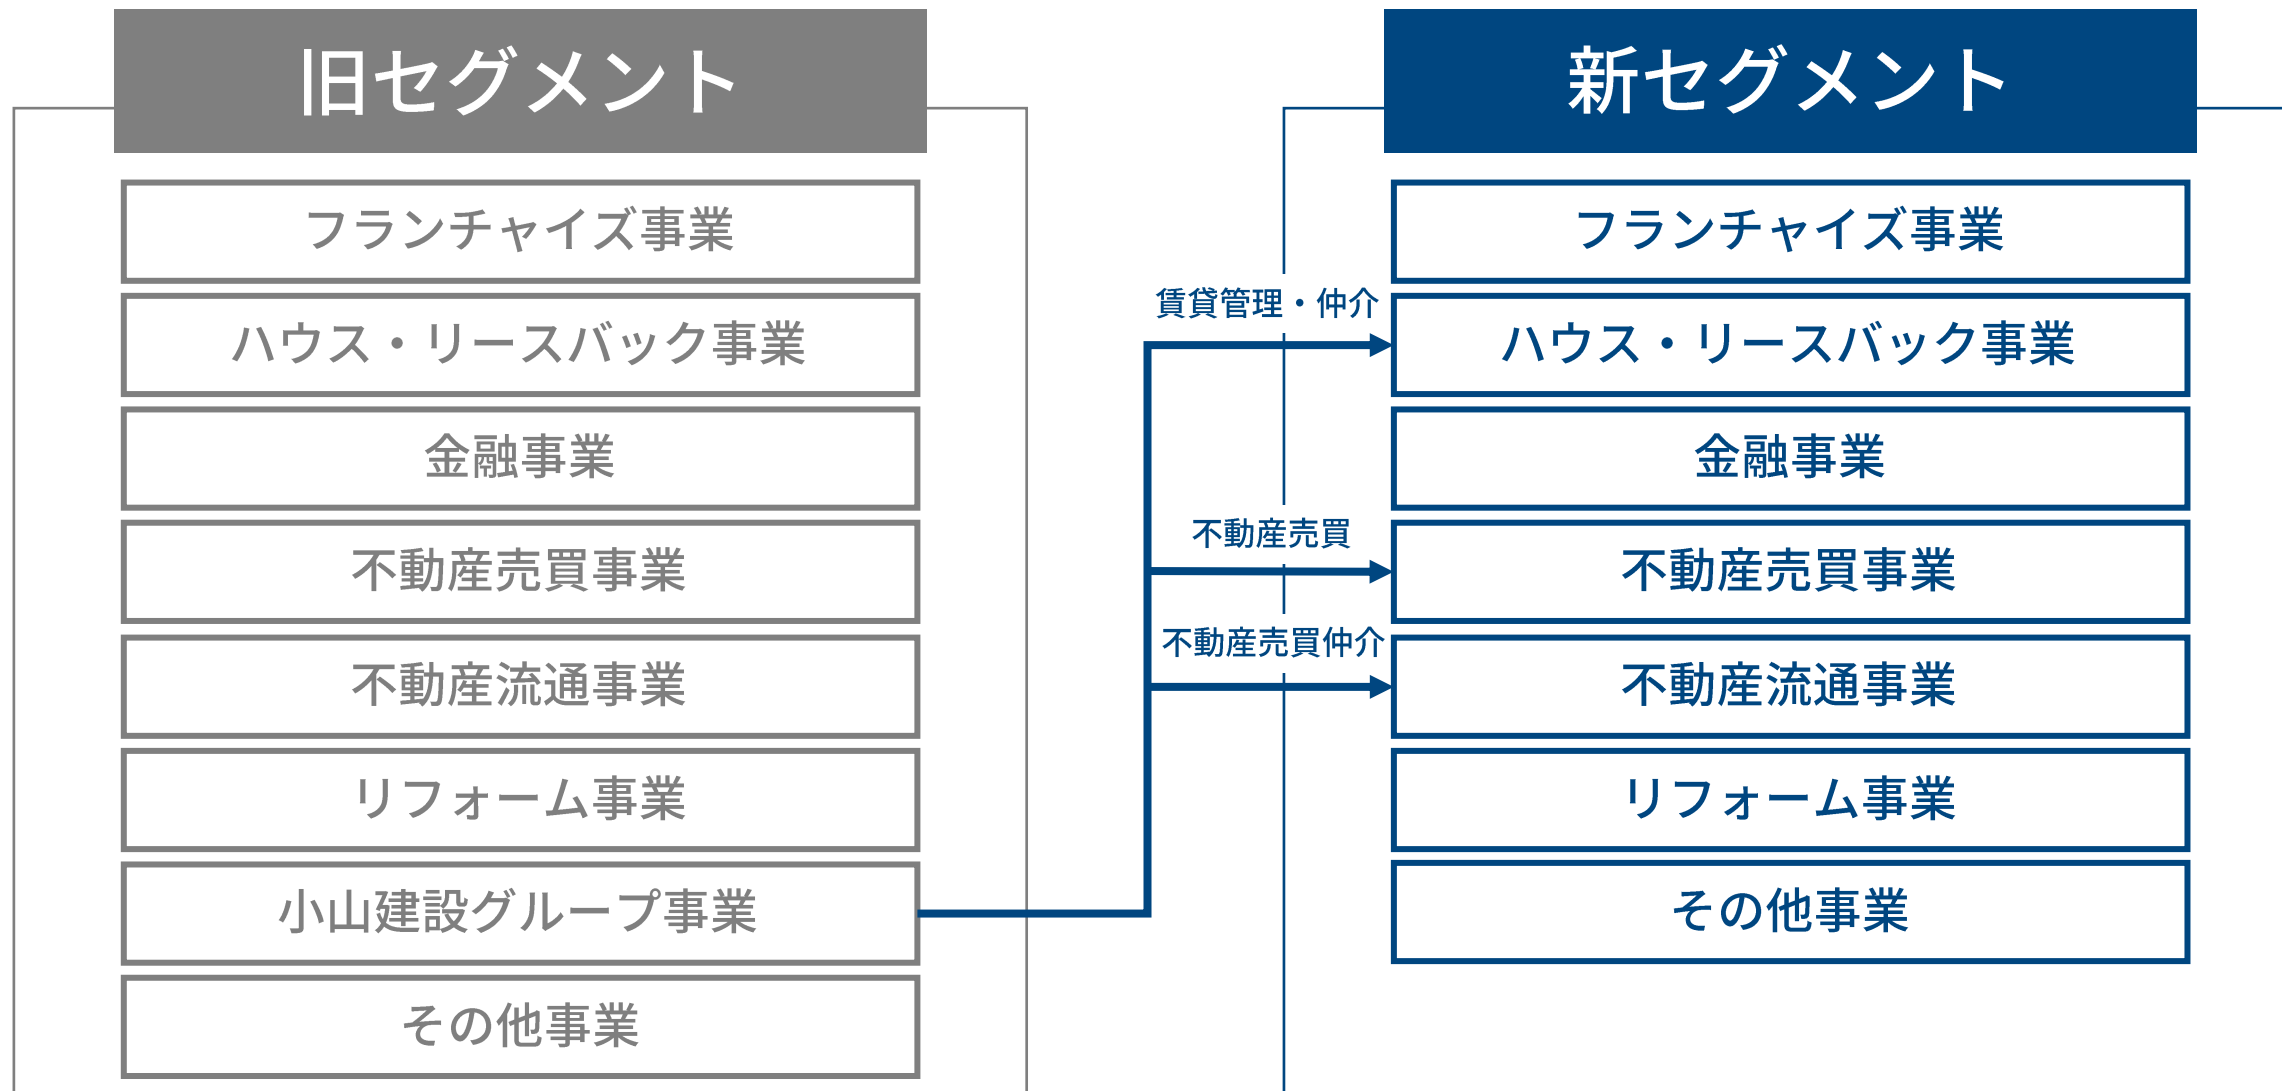 旧セグメント
フランチャイズ事業
ハウス・リースバック事業
金融事業
不動産売買事業
不動産流通事業
リフォーム事業
小山建設グループ事業
その他事業
賃貸管理・仲介
不動産売買
不動産売買仲介
新セグメント
フランチャイズ事業
ハウス・リースバック事業
金融事業
不動産売買事業
不動産流通事業
リフォーム事業
その他事業